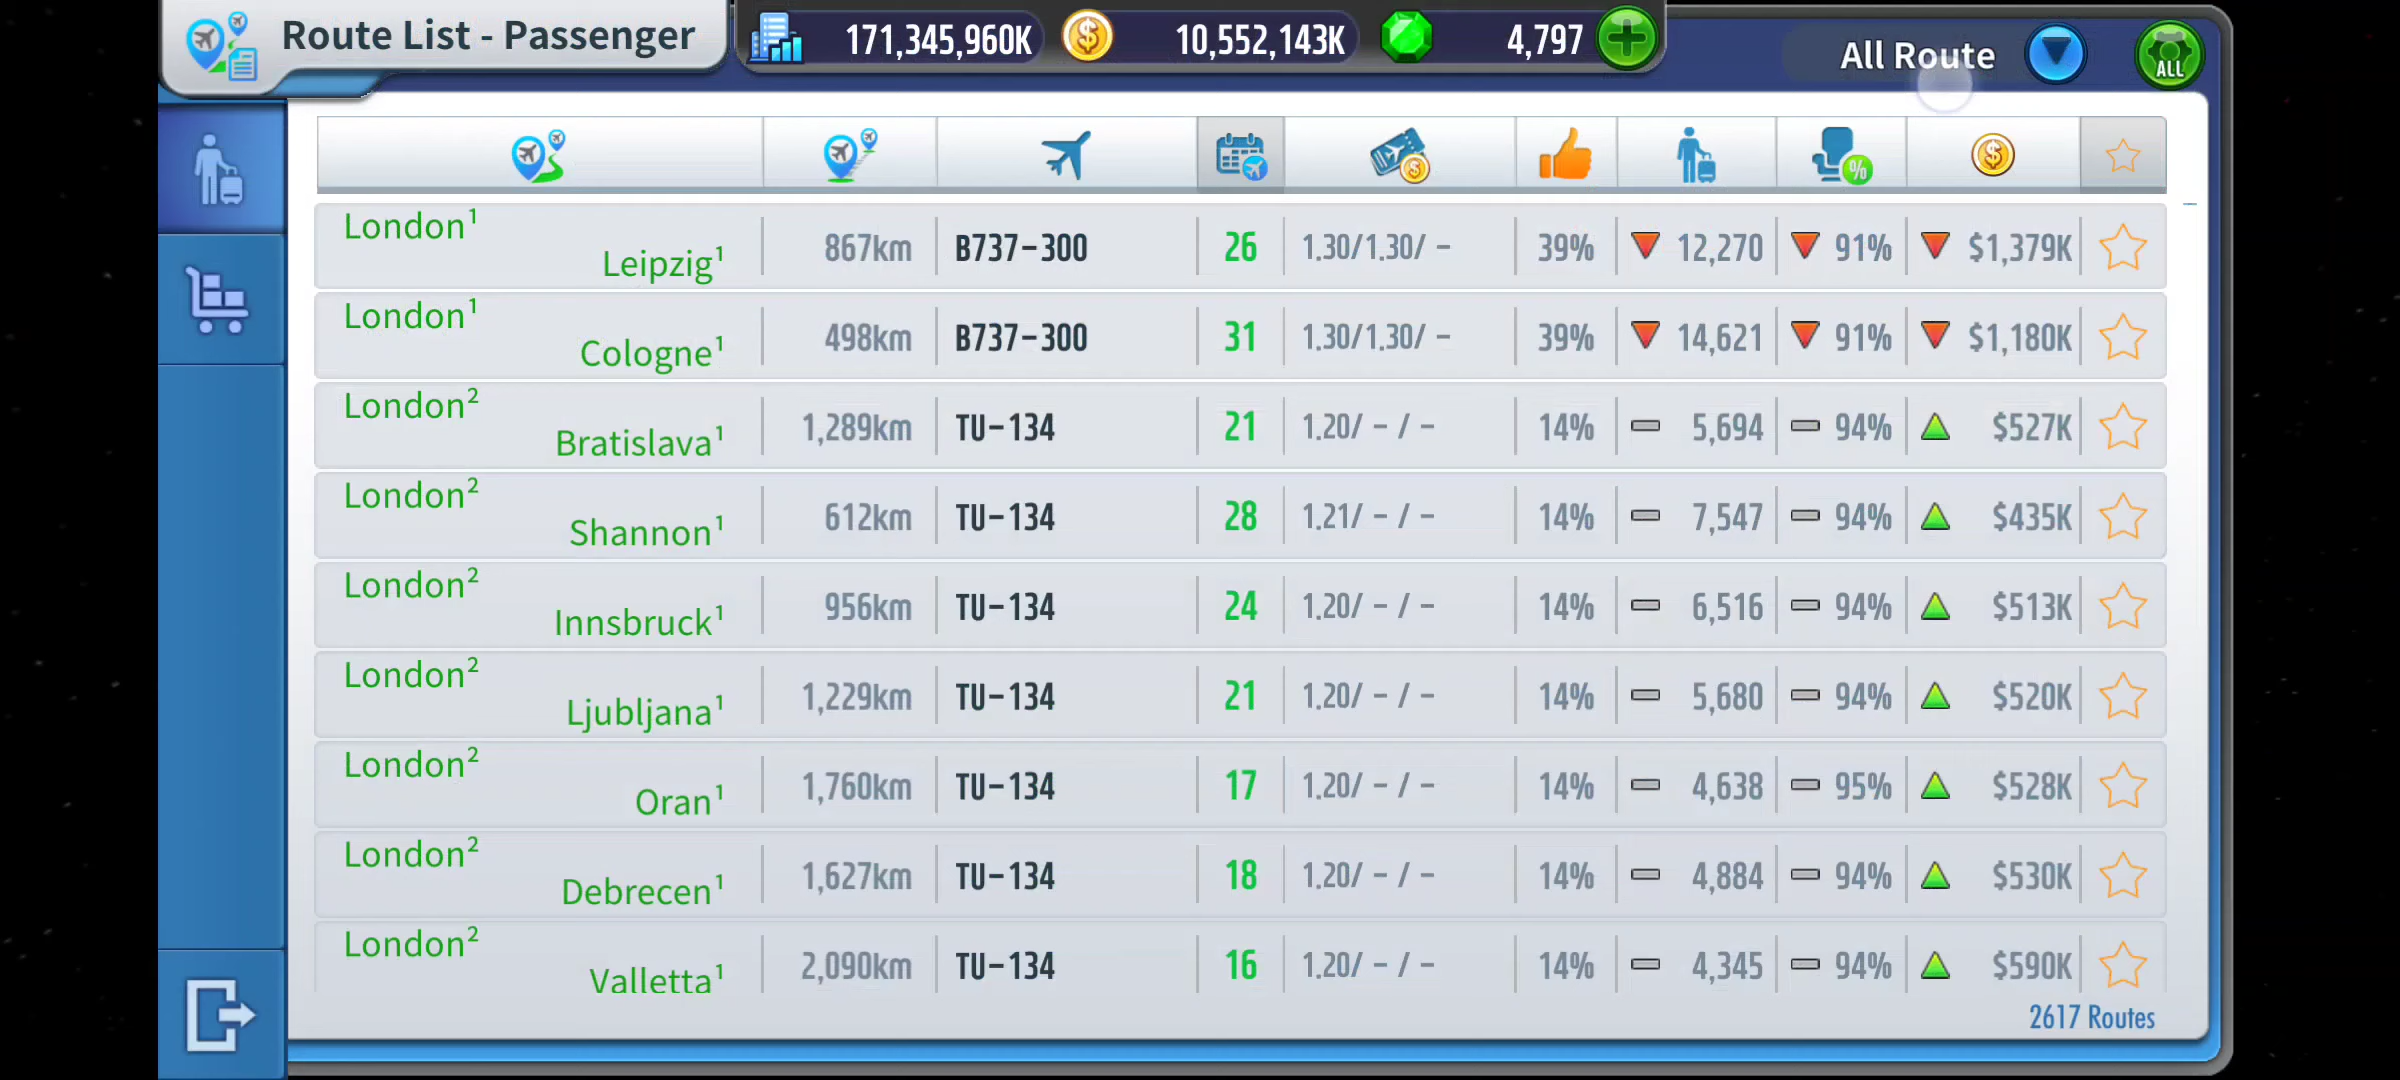 Route List - Passenger
171,345,960K
10,552,143K
4,797
All Route
ALL
%
London¹
Leipzig¹
867km B737-300 26 1.30/1.30/ - 39% 12,270 91% $1,379K
London¹
Cologne¹
498km B737-300 31 1.30/1.30/ - 39% 14,621 91% $1,180K
London²
Bratislava¹
1,289km TU-134 21 1.20/ - / - 14% 5,694 94% $527K
London²
Shannon¹
612km TU-134 28 1.21/ - / - 14% 7,547 94% $435K
London²
Innsbruck¹
956km TU-134 24 1.20/ - / - 14% 6,516 94% $513K
London²
Ljubljana¹
1,229km TU-134 21 1.20/ - / - 14% 5,680 94% $520K
London²
Oran¹
1,760km TU-134 17 1.20/ - / - 14% 4,638 95% $528K
London²
Debrecen¹
1,627km TU-134 18 1.20/ - / - 14% 4,884 94% $530K
London²
Valletta¹
2,090km TU-134 16 1.20/ - / - 14% 4,345 94% $590K
2617 Routes